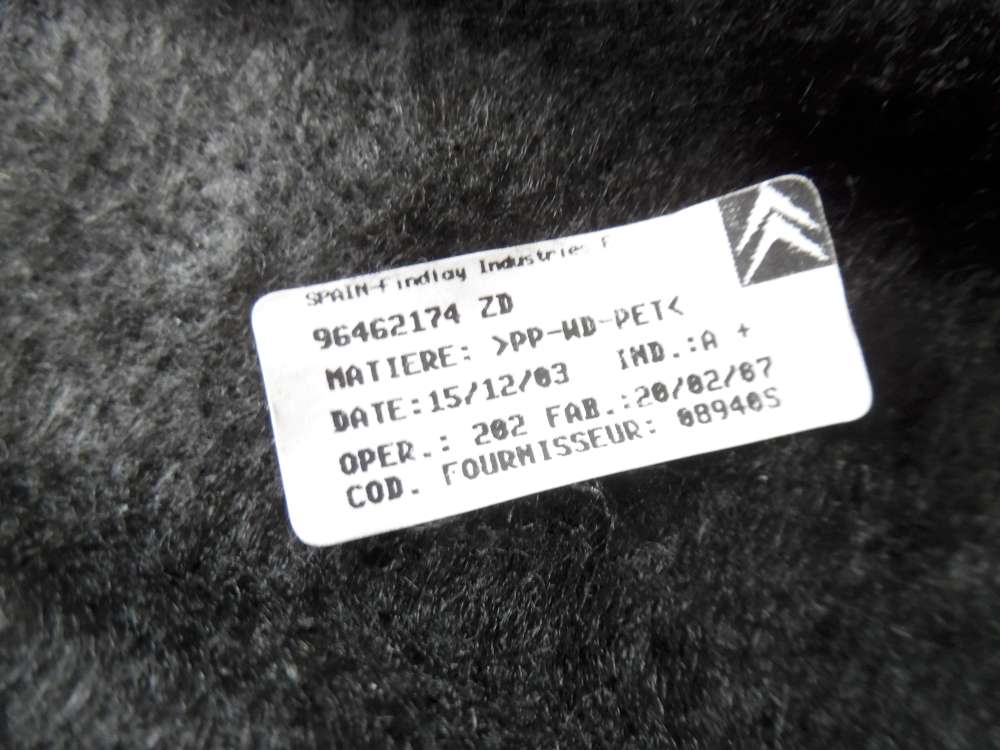 SPAIN-Findlay Industries
96462174 ZD
MATIERE: >PP-WD-PET<
DATE:15/12/03 IND.:A +
OPER.: 202 FAB.:20/02/07
COD. FOURNISSEUR: 08940S